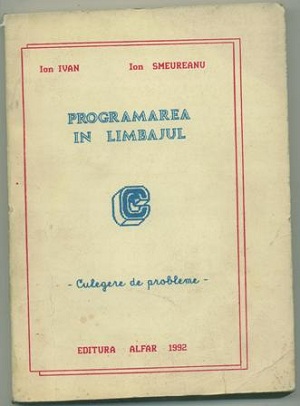 Ion IVAN Ion SMEUREANU
PROGRAMAREA
IN LIMBAJUL
C
- Culegere de probleme -
EDITURA ALFAR 1992